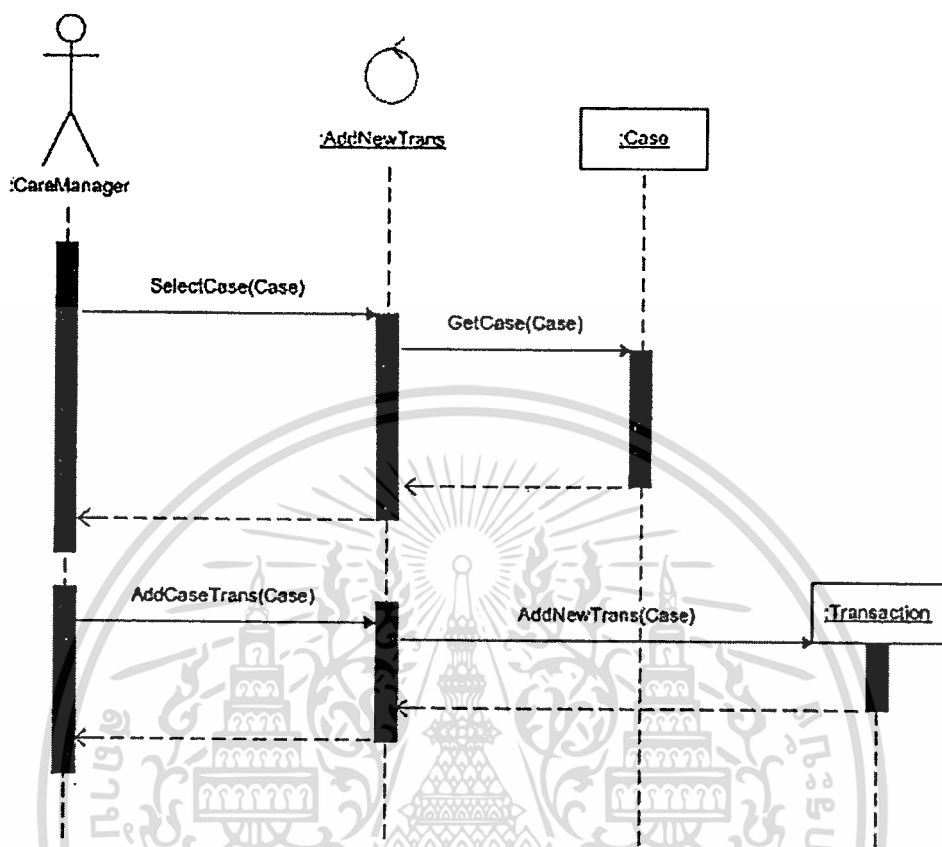 :AddNewTrans
:Case
:CareManager
SelectCase(Case)
GetCase(Case)
AddCaseTrans(Case)
AddNewTrans(Case)
:Transaction